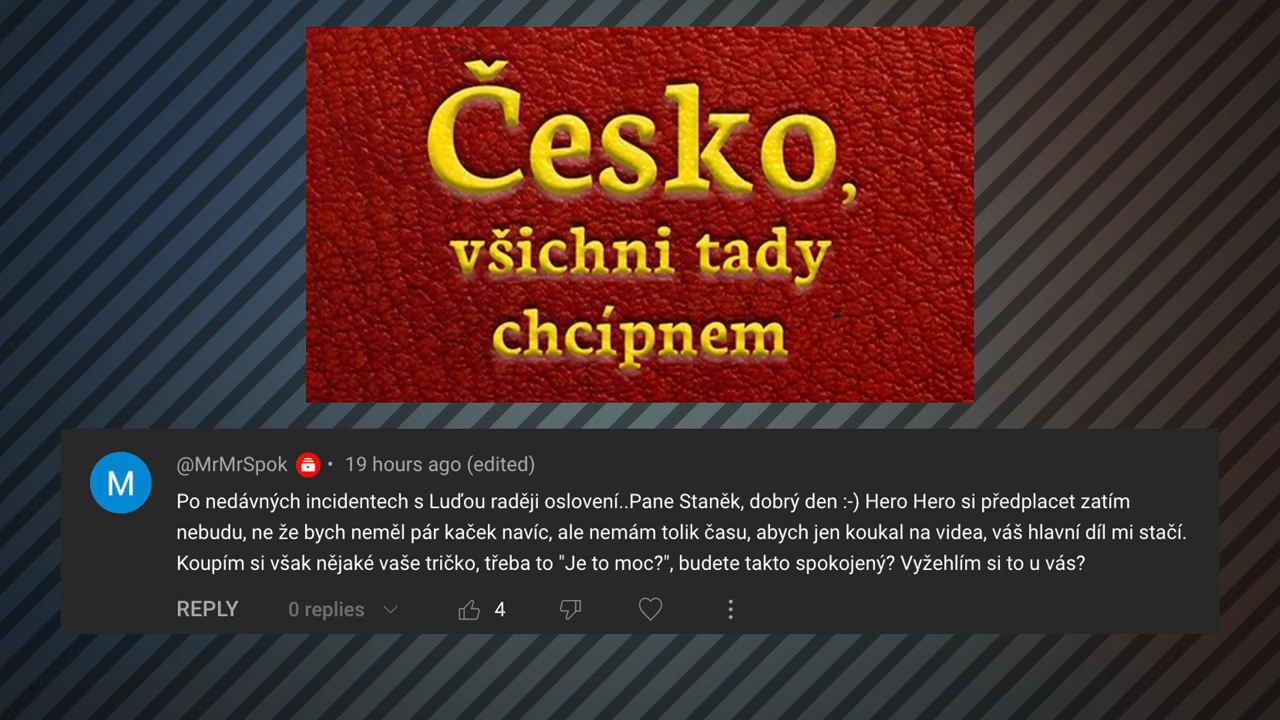 Česko,
všichni tady
chcípnem
M
@MrMrSpok • 19 hours ago (edited)
Po nedávných incidentech s Luďou raději oslovení..Pane Staněk, dobrý den :-) Hero Hero si předplacet zatím
nebudu, ne že bych neměl pár kaček navíc, ale nemám tolik času, abych jen koukal na videa, váš hlavní díl mi stačí.
Koupím si však nějaké vaše tričko, třeba to "Je to moc?", budete takto spokojený? Vyžehlím si to u vás?
REPLY 0 replies 4